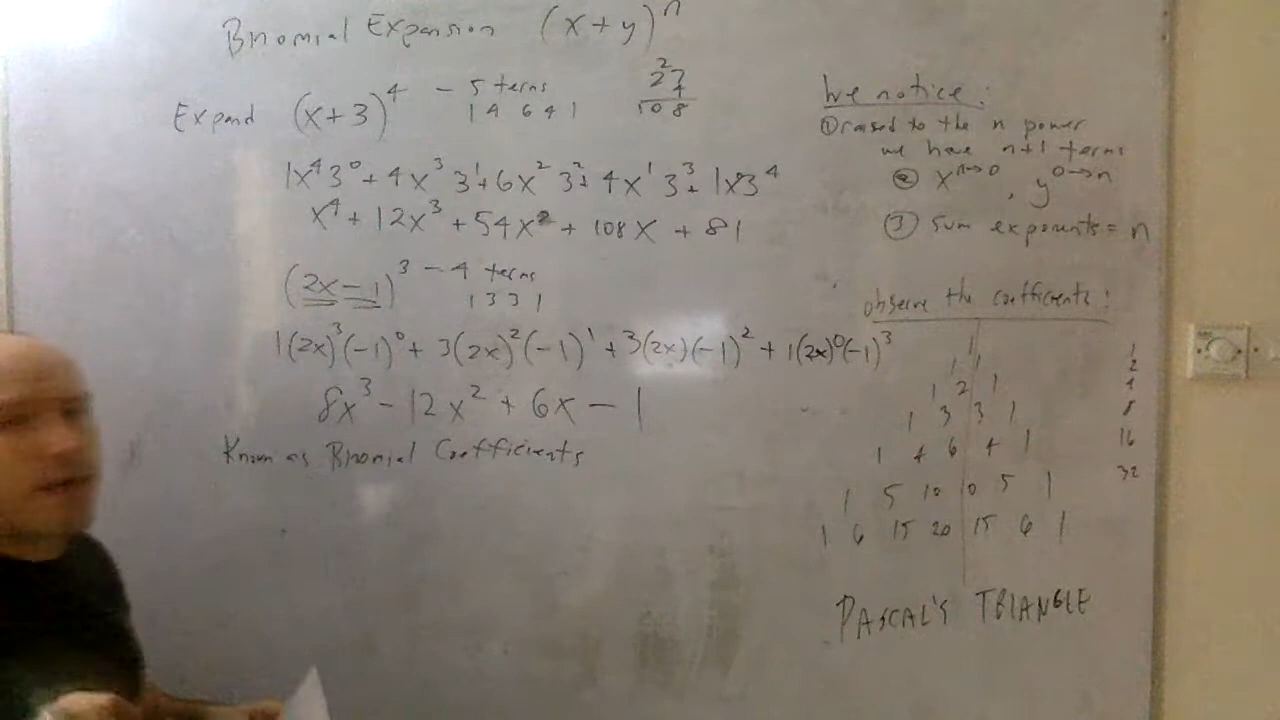 Binomial Expansion (x+y)^n
Expand (x+3)^4 - 5 terms
1 4 6 4 1
2
27
4
108
1x^4 3^0 + 4x^3 3^1 + 6x^2 3^2 + 4x^1 3^3 + 1x^0 3^4
x^4 + 12x^3 + 54x^2 + 108x + 81
(2x-1)^3 - 4 terms
1 3 3 1
1(2x)^3(-1)^0 + 3(2x)^2(-1)^1 + 3(2x)(-1)^2 + 1(2x)^0(-1)^3
8x^3 - 12x^2 + 6x - 1
Known as Binomial Coefficients
We notice:
① raised to the n power
we have n+1 terms
② x^n→0, y^0→n
③ sum exponents = n
observe the coefficients:
1 1
1 1 2
1 2 1 4
1 3 3 1 8
1 4 6 4 1 16
1 5 10 10 5 1 32
1 6 15 20 15 6 1
PASCAL'S TRIANGLE